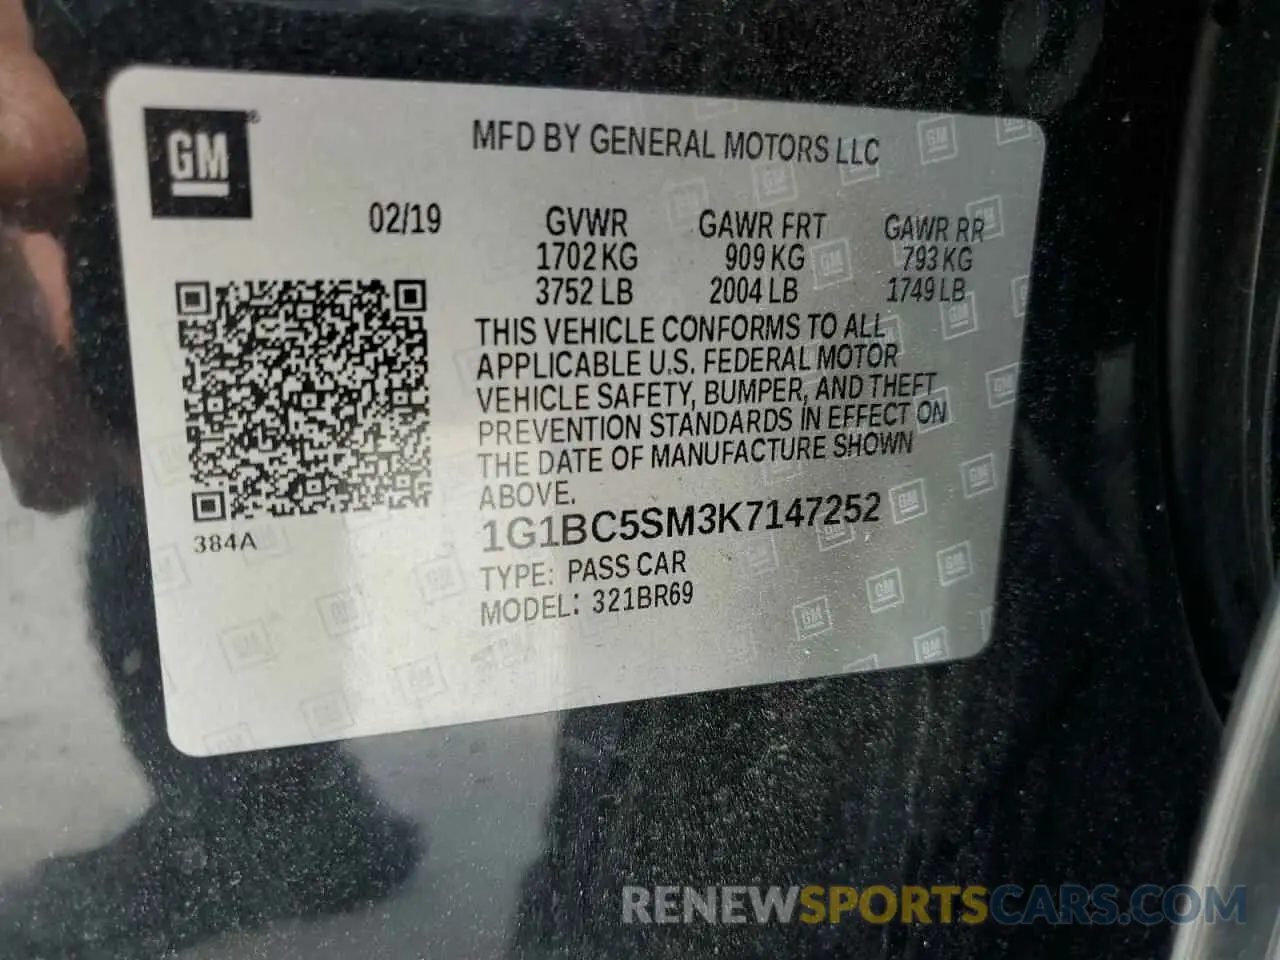 GM®
MFD BY GENERAL MOTORS LLC
02/19 GVWR GAWR FRT GAWR RR
1702 KG 909 KG 793 KG
3752 LB 2004 LB 1749 LB
THIS VEHICLE CONFORMS TO ALL
APPLICABLE U.S. FEDERAL MOTOR
VEHICLE SAFETY, BUMPER, AND THEFT
PREVENTION STANDARDS IN EFFECT ON
THE DATE OF MANUFACTURE SHOWN
ABOVE.
384A
1G1BC5SM3K7147252
TYPE: PASS CAR
MODEL: 321BR69
RENEWSPORTSCARS.COM